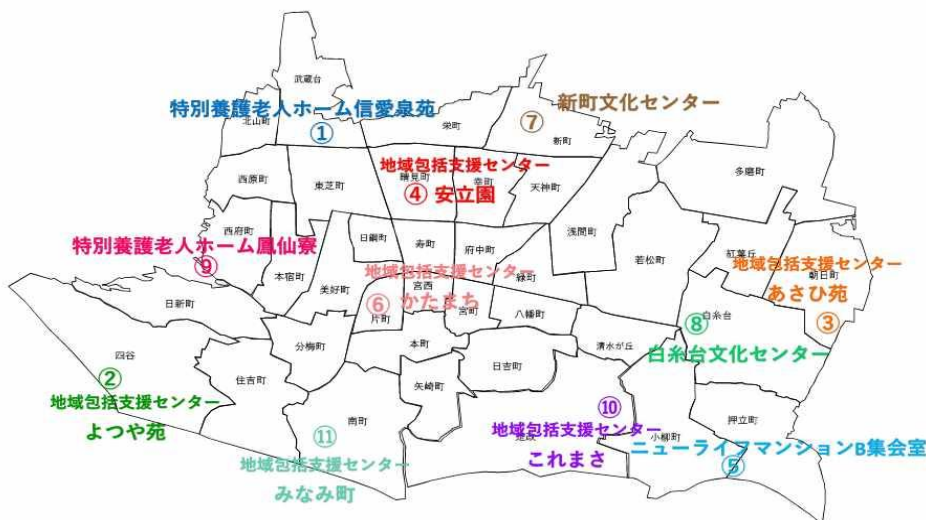 武蔵台
特別養護老人ホーム信愛泉苑
新町文化センター
北山町
①
栄町
⑦
新町
地域包括支援センター
西原町
東芝町
晴見町
幸町
天神町
多磨町
④ 安立園
西府町
日鋼町
寿町
府中町
浅間町
特別養護老人ホーム鳳仙寮
若松町
紅葉丘
⑨
本宿町
地域包括支援センター
宮西
緑町
地域包括支援センター
朝日町
美好町
⑥ かたまち
あさひ苑
日新町
片町
宮町
八幡町
⑧
白糸台
③
四谷
分梅町
本町
清水が丘
白糸台文化センター
②
住吉町
矢崎町
日吉町
地域包括支援センター
よつや苑
南町
⑩
押立町
⑪
地域包括支援センター
小柳町
地域包括支援センター
これまさ
ニューライフマンションB集会室
みなみ町
⑤